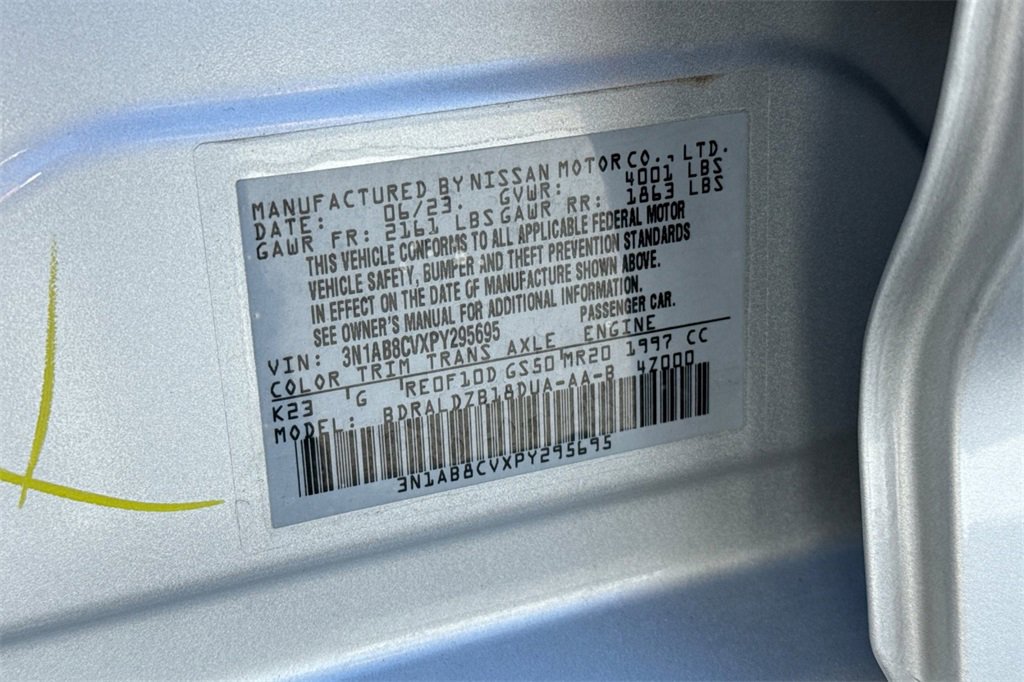 MANUFACTURED BY NISSAN MOTOR CO., LTD.
DATE: 06/23. GVWR: 4001 LBS
GAWR FR: 2161 LBS GAWR RR: 1863 LBS
THIS VEHICLE CONFORMS TO ALL APPLICABLE FEDERAL MOTOR
VEHICLE SAFETY, BUMPER AND THEFT PREVENTION STANDARDS
IN EFFECT ON THE DATE OF MANUFACTURE SHOWN ABOVE.
SEE OWNER'S MANUAL FOR ADDITIONAL INFORMATION.
VIN: 3N1AB8CVXPY295695 PASSENGER CAR.
COLOR TRIM TRANS AXLE ENGINE
K23 G RE0F10D GS50 MR20 1997 CC
MODEL: BDRALDZB18DUA-AA-B 47000
3N1AB8CVXPY295695